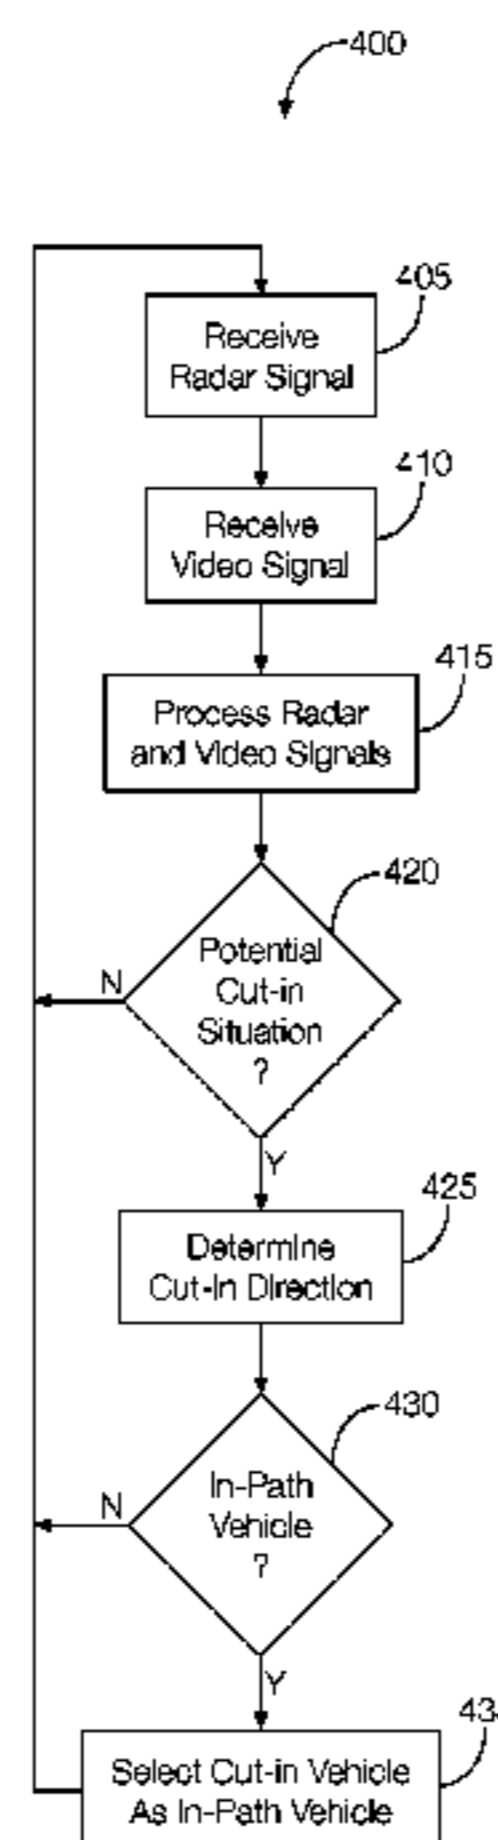 400
405
Receive
Radar Signal
410
Receive
Video Signal
415
Process Radar
and Video Signals
420
Potential
Cut-in
Situation
?
N
Y
425
Determine
Cut-In Direction
430
In-Path
Vehicle
?
N
Y
Select Cut-in Vehicle
As In-Path Vehicle